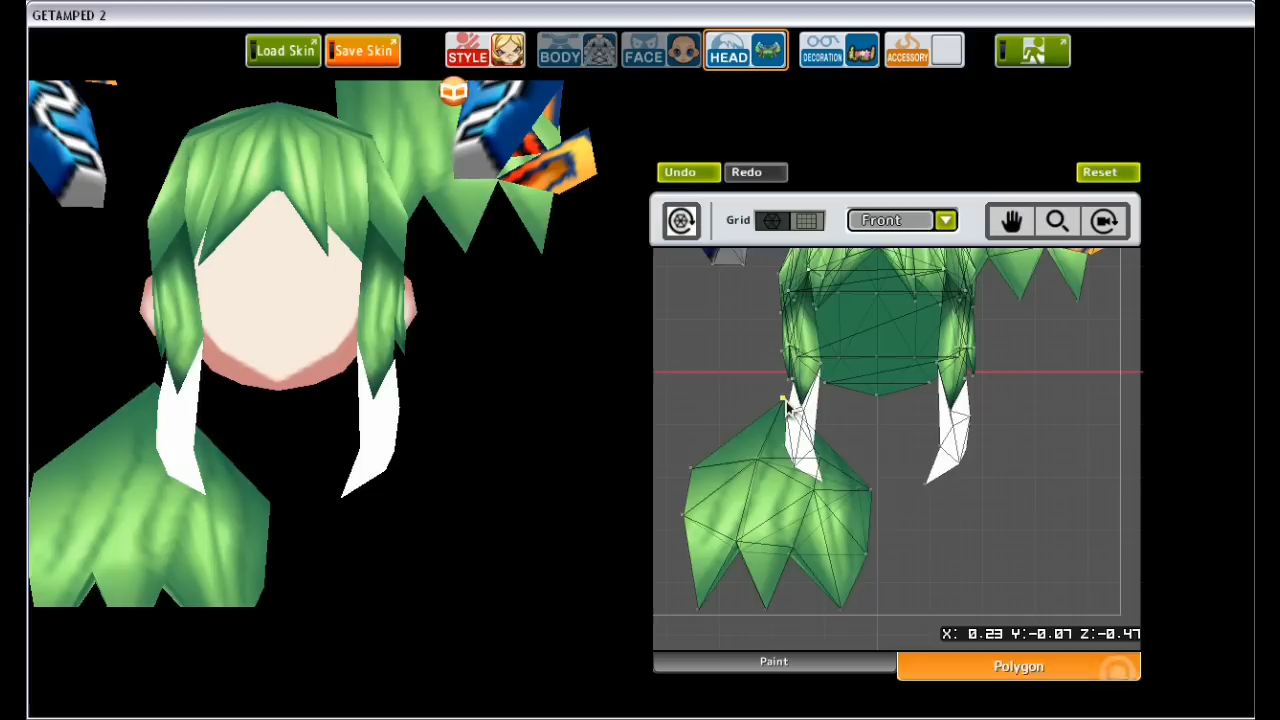 GETAMPED 2
Load Skin
Save Skin
STYLE
BODY
FACE
HEAD
DECORATION
ACCESSORY
Undo
Redo
Reset
Grid
Front
X: 0.23 Y:-0.07 Z:-0.47
Paint
Polygon